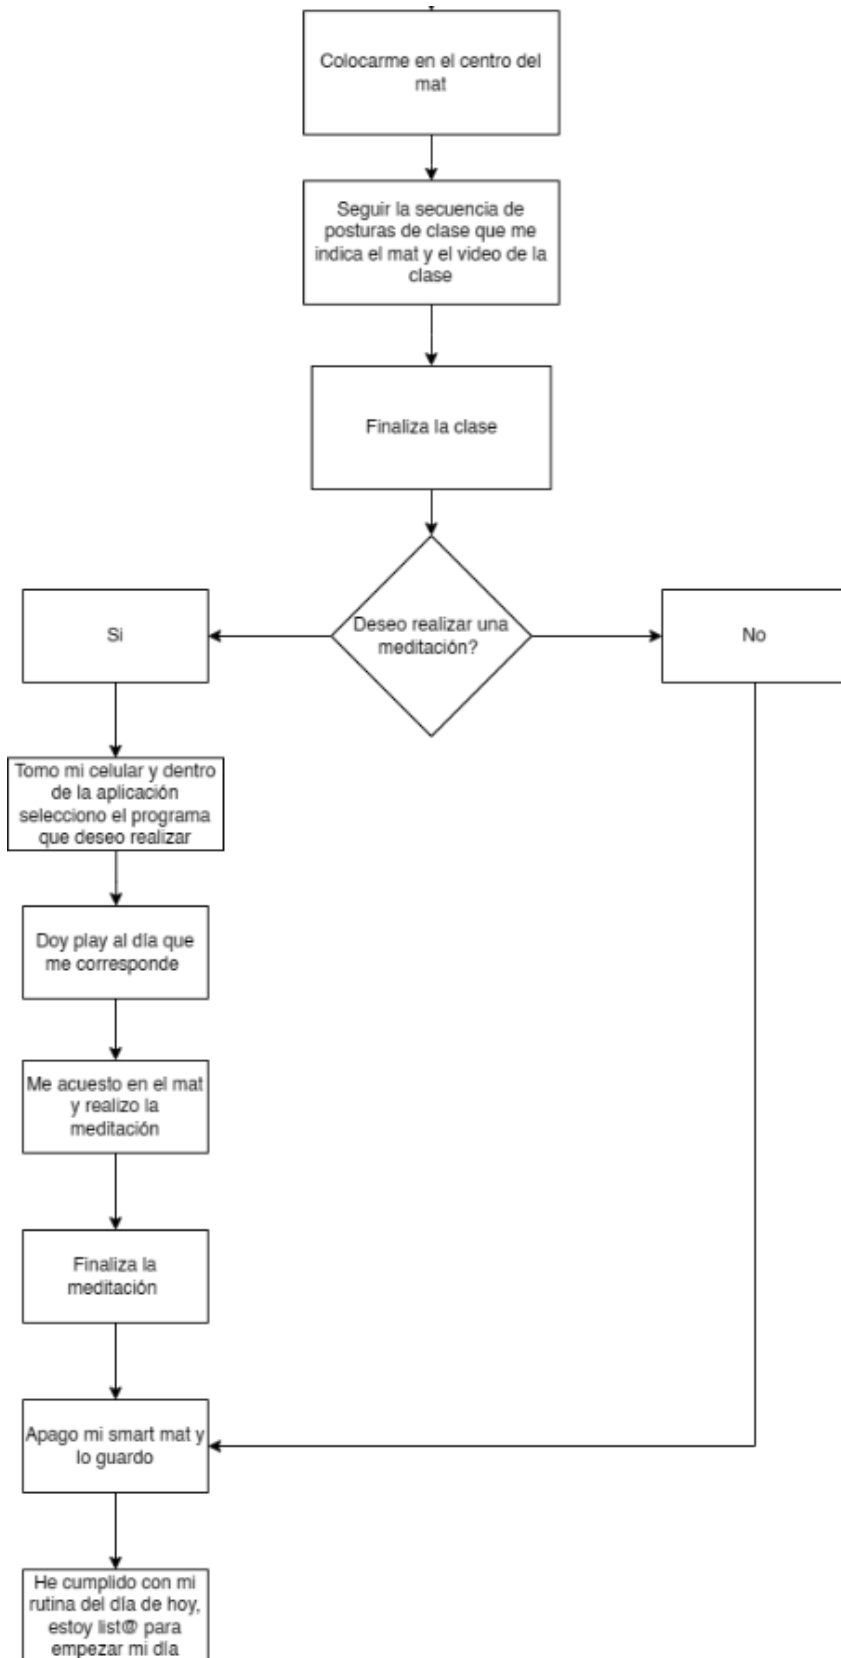 Colocarme en el centro del
mat
Seguir la secuencia de
posturas de clase que me
indica el mat y el video de la
clase
Finaliza la clase
Deseo realizar una
meditación?
Si
No
Tomo mi celular y dentro
de la aplicación
selecciono el programa
que deseo realizar
Doy play al día que
me corresponde
Me acuesto en el mat
y realizo la
meditación
Finaliza la
meditación
Apago mi smart mat y
lo guardo
He cumplido con mi
rutina del día de hoy,
estoy list@ para
empezar mi día